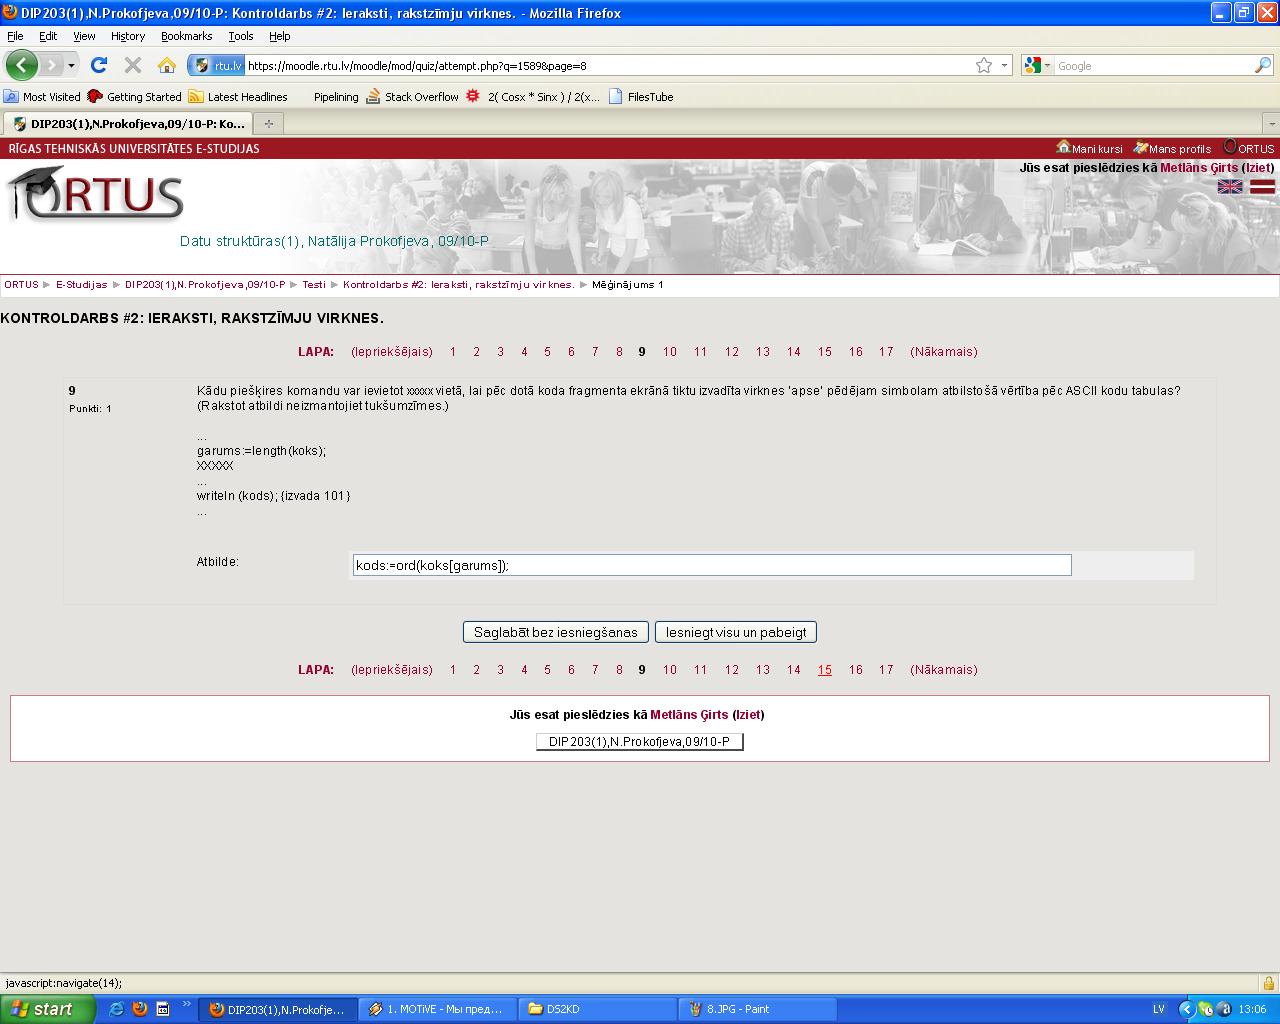 DIP203(1),N.Prokofjeva,09/10-P: Kontroldarbs #2: Ieraksti, rakstzīmju virknes. - Mozilla Firefox
File Edit View History Bookmarks Tools Help
rtu.lv https://moodle.rtu.lv/moodle/mod/quiz/attempt.php?q=1589&page=8 Google
Most Visited Getting Started Latest Headlines Pipelining Stack Overflow 2( Cosx * Sinx ) / 2(x... FilesTube
DIP203(1),N.Prokofjeva,09/10-P: Ko...
RĪGAS TEHNISKĀS UNIVERSITĀTES E-STUDIJAS Mani kursi Mans profils ORTUS
Jūs esat pieslēdzies kā Metlāns Ģirts (Iziet)
ORTUS
Datu struktūras(1), Natālija Prokofjeva, 09/10-P
ORTUS ► E-Studijas ► DIP203(1),N.Prokofjeva,09/10-P ► Testi ► Kontroldarbs #2: Ieraksti, rakstzīmju virknes. ► Mēģinājums 1
KONTROLDARBS #2: IERAKSTI, RAKSTZĪMJU VIRKNES.
LAPA: (Iepriekšējais) 1 2 3 4 5 6 7 8 9 10 11 12 13 14 15 16 17 (Nākamais)
9 Kādu piešķires komandu var ievietot xxxxx vietā, lai pēc dotā koda fragmenta ekrānā tiktu izvadīta virknes 'apse' pēdējam simbolam atbilstošā vērtība pēc ASCII kodu tabulas?
Punkti: 1 (Rakstot atbildi neizmantojiet tukšumzīmes.)
...
garums:=length(koks);
XXXXX
...
writeln (kods); {izvada 101}
...
Atbilde: kods:=ord(koks[garums]);
Saglabāt bez iesniegšanas Iesniegt visu un pabeigt
LAPA: (Iepriekšējais) 1 2 3 4 5 6 7 8 9 10 11 12 13 14 15 16 17 (Nākamais)
Jūs esat pieslēdzies kā Metlāns Ģirts (Iziet)
DIP203(1),N.Prokofjeva,09/10-P
javascript:navigate(14);
start DIP203(1),N.Prokofje... 1. MOTiVE - Мы пред... DS2KD 8.JPG - Paint LV 13:06